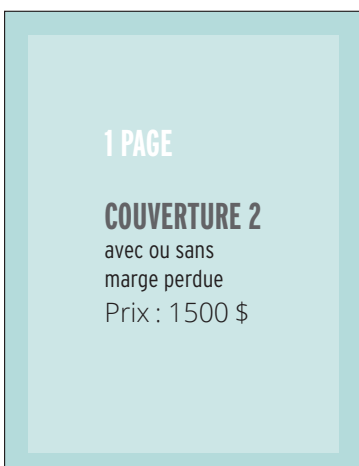 1 PAGE
COUVERTURE 2
avec ou sans
marge perdue
Prix : 1500 $